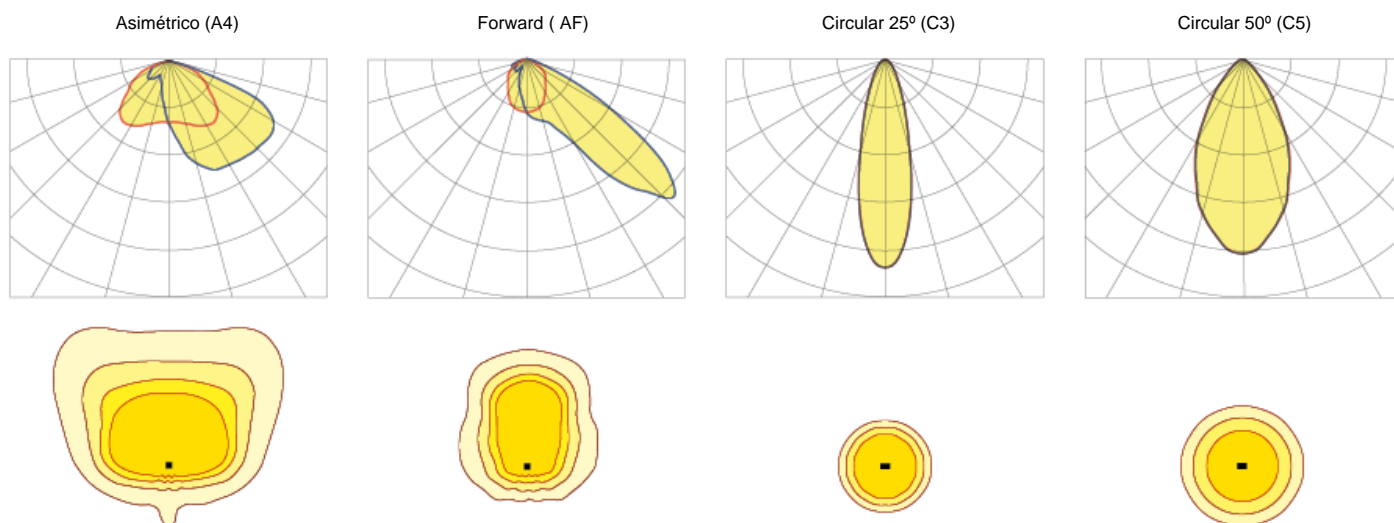 Asimétrico (A4)
Forward ( AF)
Circular 25º (C3)
Circular 50º (C5)